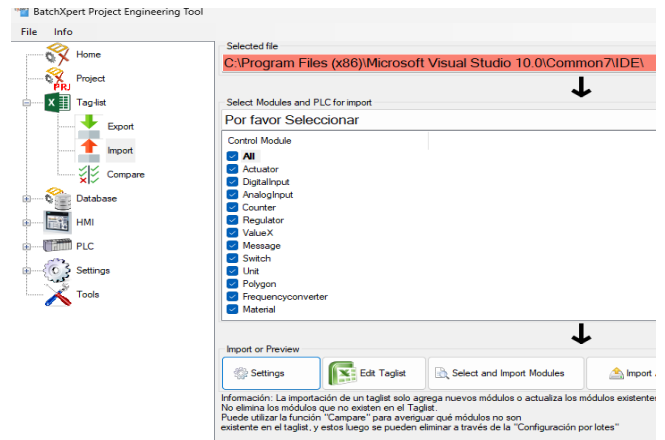 BatchXpert Project Engineering Tool
File Info
Home
Project
PRJ
Tag-list
Export
Import
Compare
Database
HMI
PLC
Settings
Tools
Selected file
C:\Program Files (x86)\Microsoft Visual Studio 10.0\Common7\IDE\
Select Modules and PLC for import
Por favor Seleccionar
Control Module
All
Actuator
DigitalInput
AnalogInput
Counter
Regulator
ValueX
Message
Switch
Unit
Polygon
Frequencyconverter
Material
Import or Preview
Settings
Edit Taglist
Select and Import Modules
Import
Información: La importación de un taglist solo agrega nuevos módulos o actualiza los módulos existentes
No elimina los módulos que no existen en el Taglist.
Puede utilizar la función "Campare" para averiguar qué módulos no son
existente en el taglist, y estos luego se pueden eliminar a través de la "Configuración por lotes"